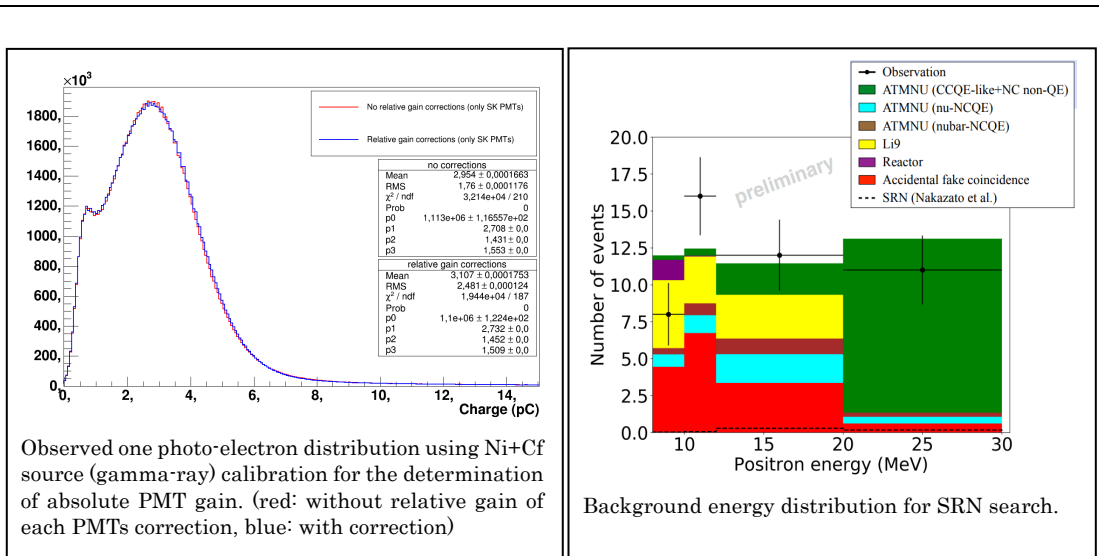 ×10³
1800,
1600,
1400,
1200,
1000,
800,
600,
400,
200,
0,
0, 2, 4, 6, 8, 10, 12, 14,
Charge (pC)
No relative gain corrections (only SK PMTs)
Relative gain corrections (only SK PMTs)
no corrections
Mean 2,954 ± 0,0001663
RMS 1,76 ± 0,0001176
χ² / ndf 3,214e+04 / 210
Prob 0
p0 1,113e+06 ± 1,16557e+02
p1 2,708 ± 0,0
p2 1,431 ± 0,0
p3 1,553 ± 0,0
relative gain corrections
Mean 3,107 ± 0,0001753
RMS 2,481 ± 0,000124
χ² / ndf 1,944e+04 / 187
Prob 0
p0 1,1e+06 ± 1,224e+02
p1 2,732 ± 0,0
p2 1,452 ± 0,0
p3 1,509 ± 0,0
Observed one photo-electron distribution using Ni+Cf
source (gamma-ray) calibration for the determination
of absolute PMT gain. (red: without relative gain of
each PMTs correction, blue: with correction)
Observation
ATMNU (CCQE-like+NC non-QE)
ATMNU (nu-NCQE)
ATMNU (nubar-NCQE)
Li9
Reactor
Accidental fake coincidence
SRN (Nakazato et al.)
preliminary
Number of events
20.0
17.5
15.0
12.5
10.0
7.5
5.0
2.5
0.0
10 15 20 25 30
Positron energy (MeV)
Background energy distribution for SRN search.